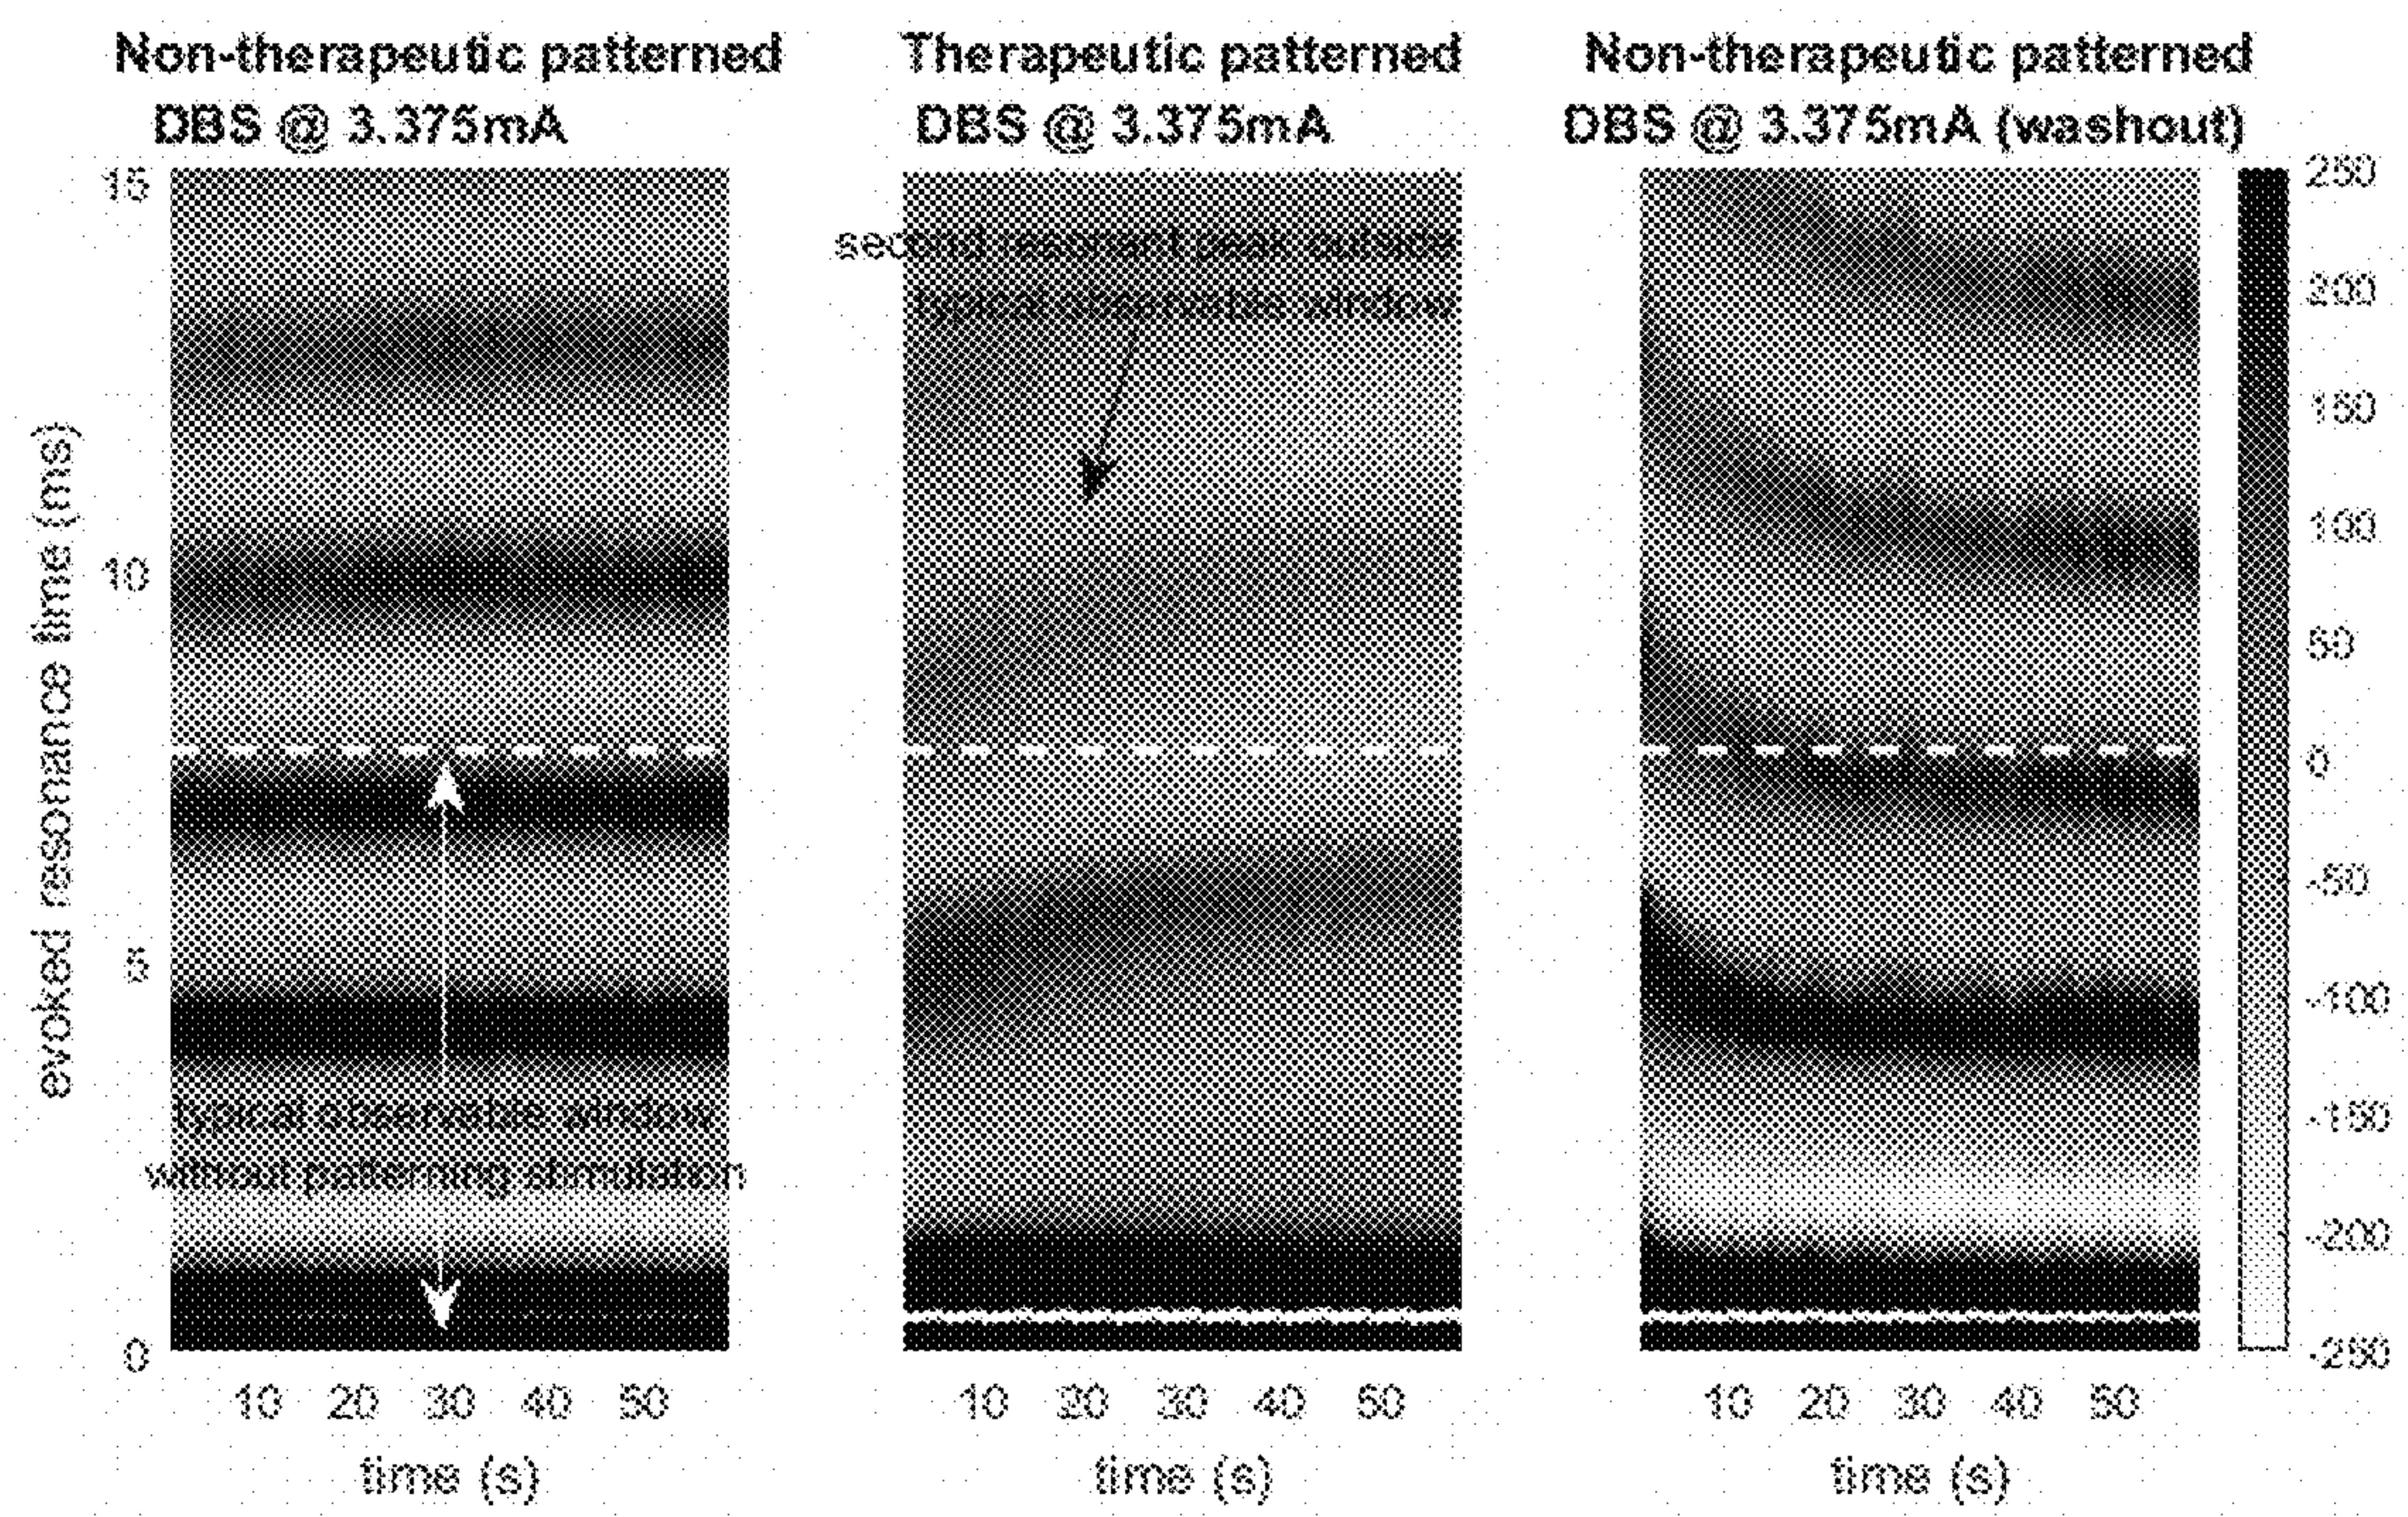 Non-therapeutic patterned
DBS @ 3.375mA
Therapeutic patterned
DBS @ 3.375mA
Non-therapeutic patterned
DBS @ 3.375mA (washout)
evoked resonance time (ms)
15
10
5
0
typical observable window
without patterning stimulation
second resonant peak outside
typical observable window
10 20 30 40 50
time (s)
10 20 30 40 50
time (s)
10 20 30 40 50
time (s)
250
200
150
100
50
0
-50
-100
-150
-200
-250